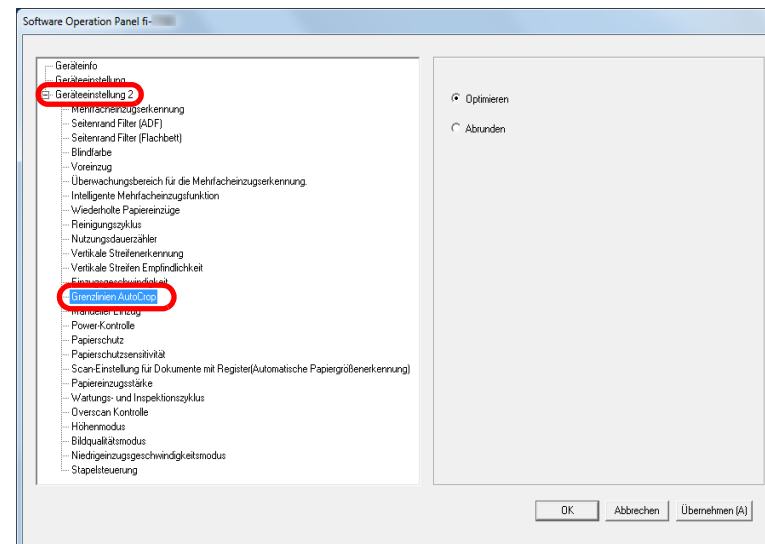 Software Operation Panel fi-
Geräteinfo
Geräteeinstellung
Geräteeinstellung 2
Mehrfacheinzugserkennung
Seitenrand Filter (ADF)
Seitenrand Filter (Flachbett)
Blindfarbe
Voreinzug
Überwachungsbereich für die Mehrfacheinzugserkennung.
Intelligente Mehrfacheinzugsfunktion
Wiederholte Papiereinzüge
Reinigungszyklus
Nutzungsdauerzähler
Vertikale Streifenerkennung
Vertikale Streifen Empfindlichkeit
Einzugsgeschwindigkeit
Grenzlinien AutoCrop
Manueller Einzug
Power-Kontrolle
Papierschutz
Papierschutzsensitivität
Scan-Einstellung für Dokumente mit Register(Automatische Papiergrößenerkennung)
Papiereinzugsstärke
Wartungs- und Inspektionszyklus
Overscan Kontrolle
Höhenmodus
Bildqualitätsmodus
Niedrigeinzugsgeschwindigkeitsmodus
Stapelsteuerung
Optimieren
Abrunden
OK Abbrechen Übernehmen (A)